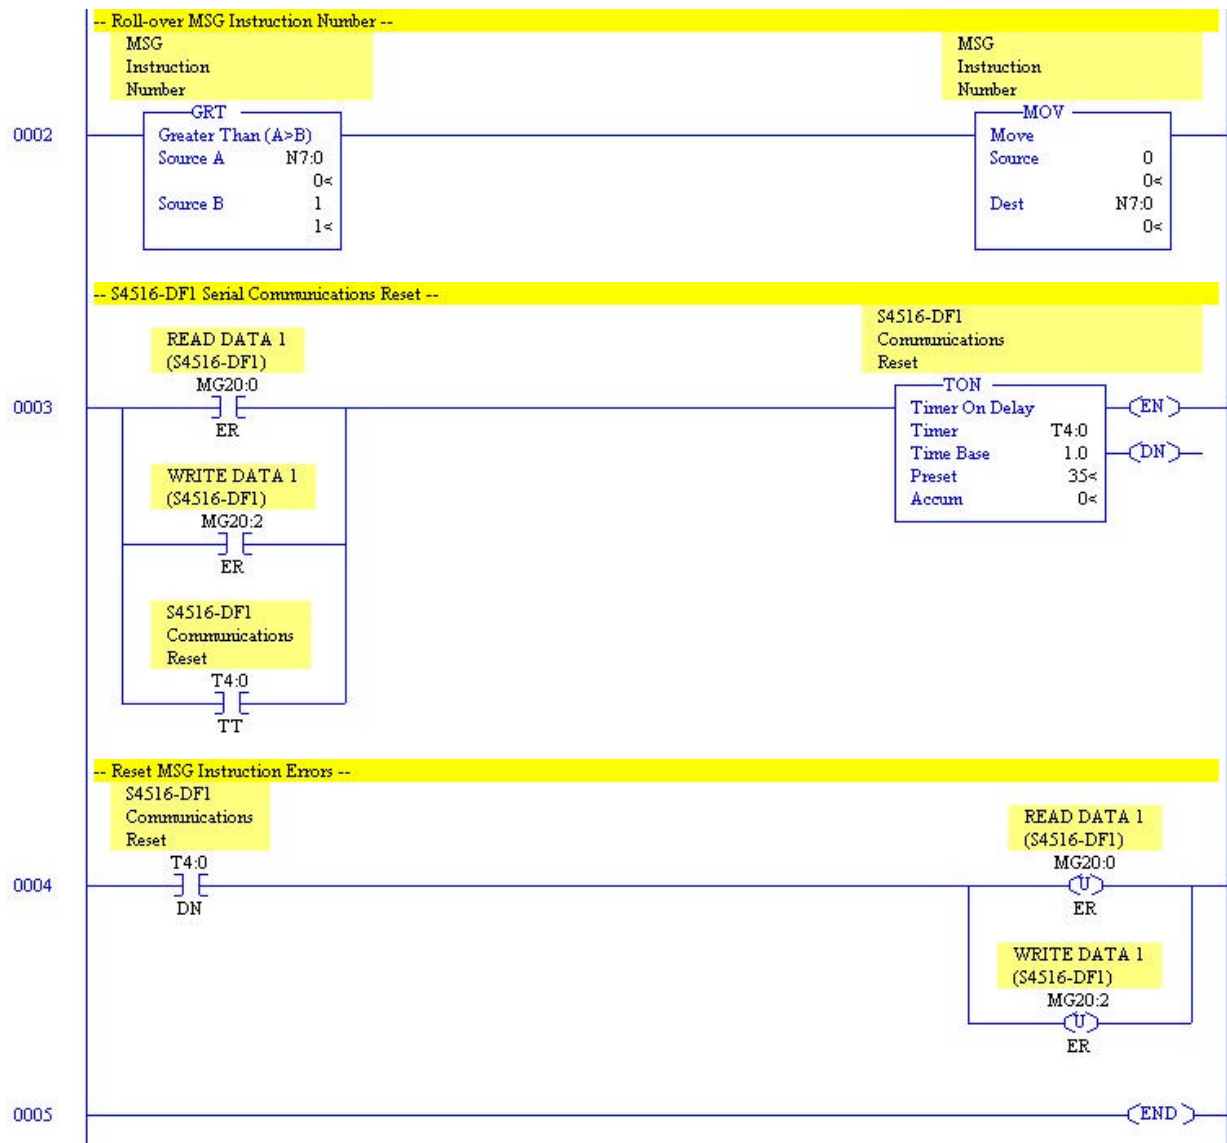 -- Roll-over MSG Instruction Number --
MSG
Instruction
Number
MSG
Instruction
Number
0002
GRT
Greater Than (A>B)
Source A N7:0
0<
Source B 1
1<
MOV
Move
Source 0
0<
Dest N7:0
0<
-- S4516-DF1 Serial Communications Reset --
READ DATA 1
(S4516-DF1)
MG20:0
ER
S4516-DF1
Communications
Reset
0003
TON
Timer On Delay
Timer T4:0
Time Base 1.0
Preset 35<
Accum 0<
EN
DN
WRITE DATA 1
(S4516-DF1)
MG20:2
ER
S4516-DF1
Communications
Reset
T4:0
TT
-- Reset MSG Instruction Errors --
S4516-DF1
Communications
Reset
T4:0
0004
DN
READ DATA 1
(S4516-DF1)
MG20:0
U
ER
WRITE DATA 1
(S4516-DF1)
MG20:2
U
ER
0005
END